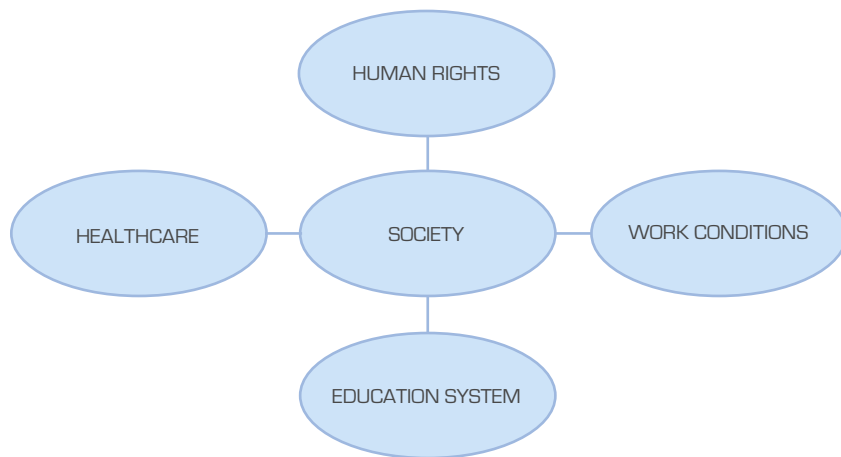 HUMAN RIGHTS
HEALTHCARE
SOCIETY
WORK CONDITIONS
EDUCATION SYSTEM